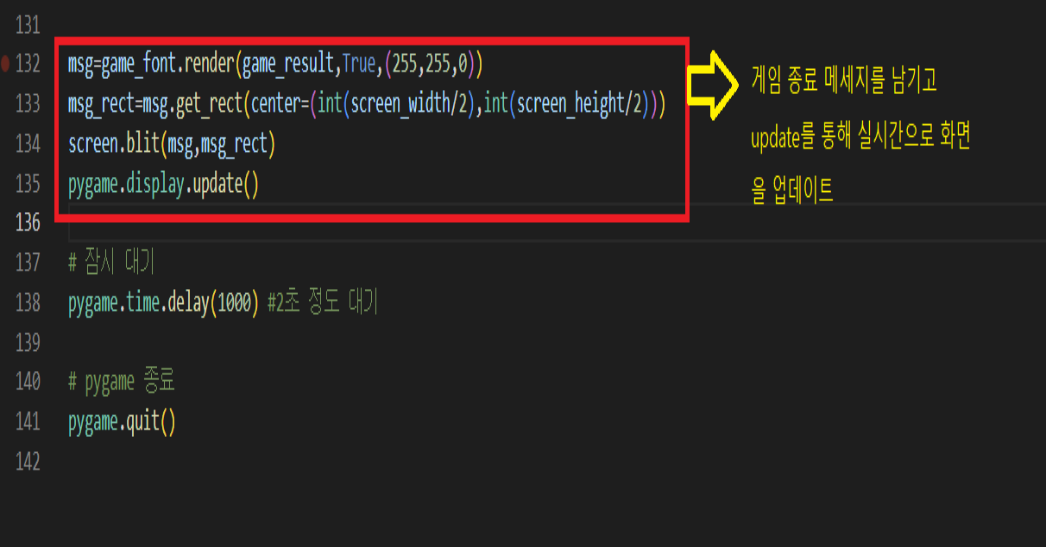 131
132 msg=game_font.render(game_result,True,(255,255,0))
133 msg_rect=msg.get_rect(center=(int(screen_width/2),int(screen_height/2)))
134 screen.blit(msg,msg_rect)
135 pygame.display.update()
136
137 # 잠시 대기
138 pygame.time.delay(1000) #2초 정도 대기
139
140 # pygame 종료
141 pygame.quit()
142
게임 종료 메세지를 남기고
update를 통해 실시간으로 화면
을 업데이트